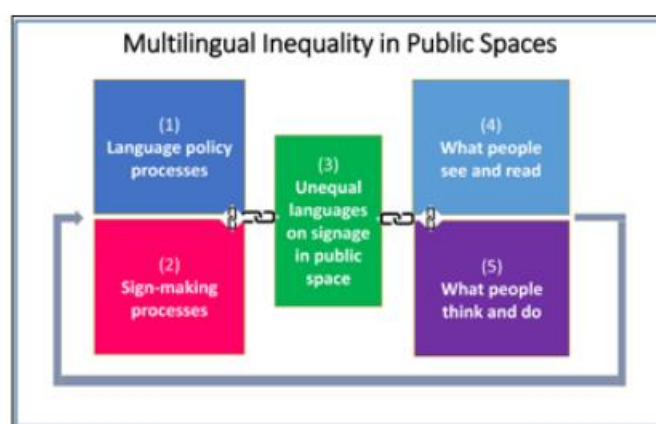 Multilingual Inequality in Public Spaces
(1)
Language policy
processes
(2)
Sign-making
processes
(3)
Unequal
languages
on signage
in public
space
(4)
What people
see and read
(5)
What people
think and do